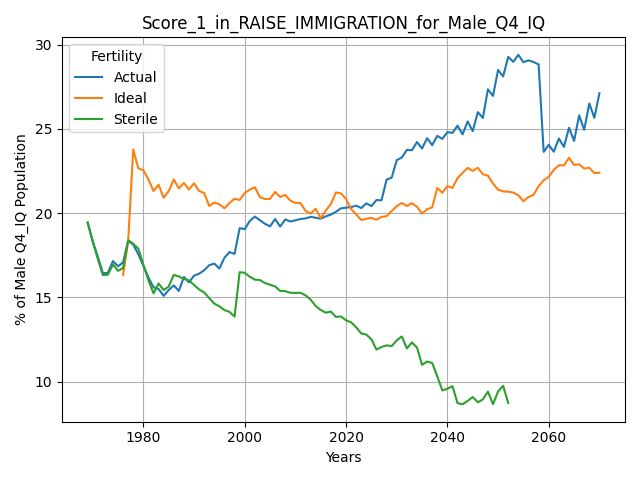 Score_1_in_RAISE_IMMIGRATION_for_Male_Q4_IQ
Fertility
Actual
Ideal
Sterile
% of Male Q4_IQ Population
30
25
20
15
10
1980
2000
2020
2040
2060
Years